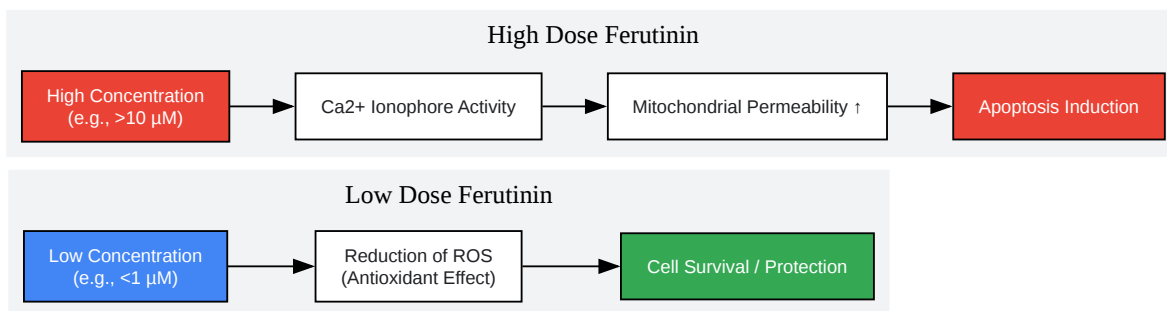 High Dose Ferutinin
High Concentration
(e.g., >10 µM)
Ca2+ Ionophore Activity
Mitochondrial Permeability ↑
Apoptosis Induction
Low Dose Ferutinin
Low Concentration
(e.g., <1 µM)
Reduction of ROS
(Antioxidant Effect)
Cell Survival / Protection